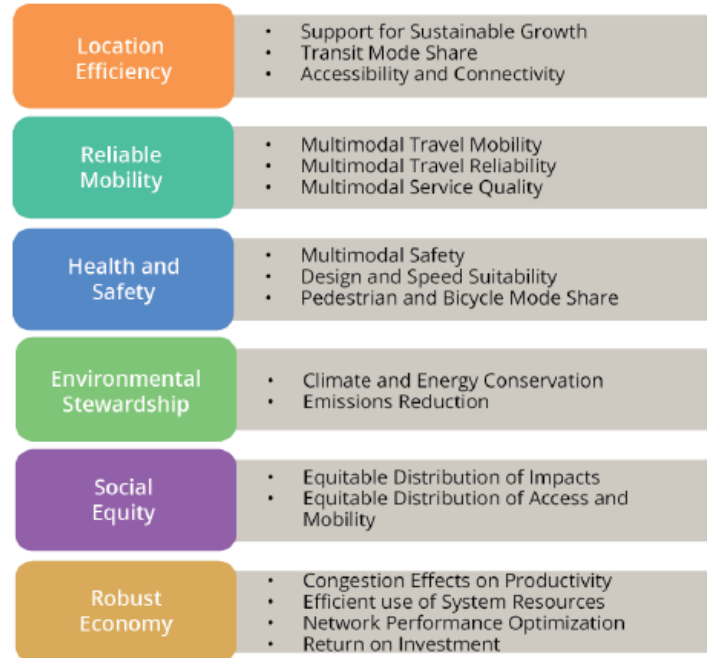 Location
Efficiency
• Support for Sustainable Growth
• Transit Mode Share
• Accessibility and Connectivity
Reliable
Mobility
• Multimodal Travel Mobility
• Multimodal Travel Reliability
• Multimodal Service Quality
Health and
Safety
• Multimodal Safety
• Design and Speed Suitability
• Pedestrian and Bicycle Mode Share
Environmental
Stewardship
• Climate and Energy Conservation
• Emissions Reduction
Social
Equity
• Equitable Distribution of Impacts
• Equitable Distribution of Access and
Mobility
Robust
Economy
• Congestion Effects on Productivity
• Efficient use of System Resources
• Network Performance Optimization
• Return on Investment